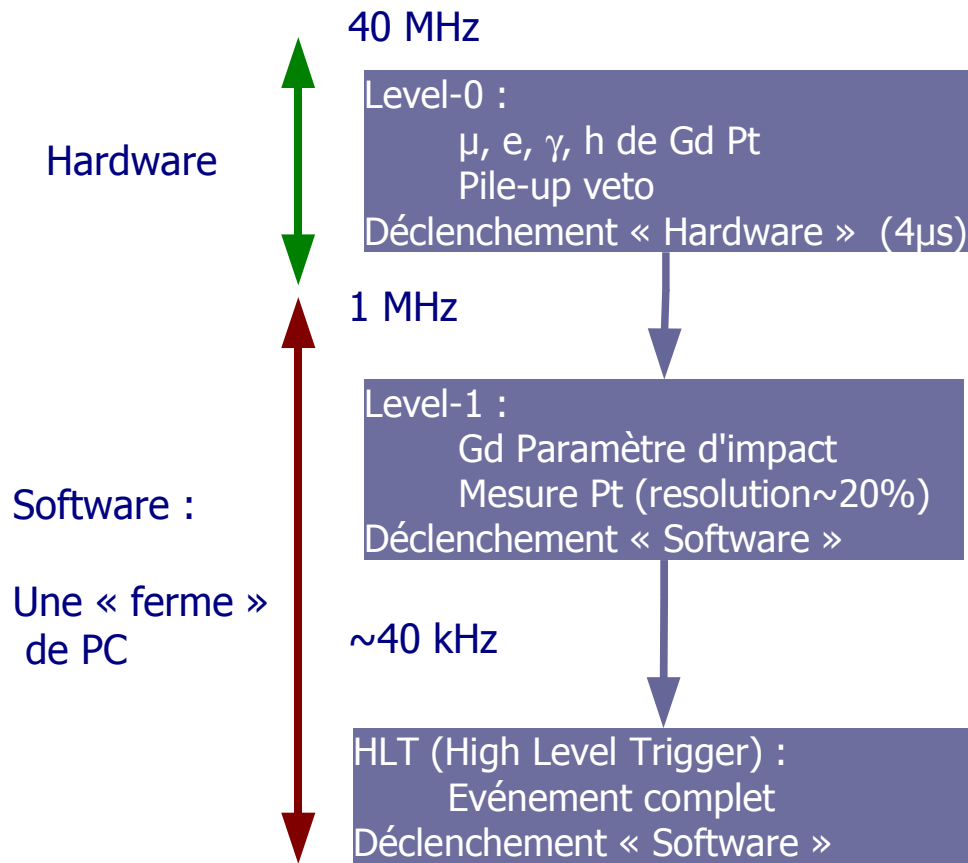 40 MHz
Level-0 :
µ, e, γ, h de Gd Pt
Pile-up veto
Déclenchement « Hardware » (4µs)
Hardware
1 MHz
Level-1 :
Gd Paramètre d'impact
Mesure Pt (resolution~20%)
Déclenchement « Software »
Software :
Une « ferme »
de PC
~40 kHz
HLT (High Level Trigger) :
Evénement complet
Déclenchement « Software »